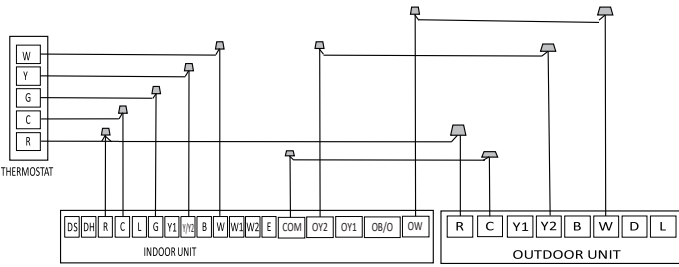 W
Y
G
C
R
THERMOSTAT
DS DH R C L G Y1 Y/Y2 B W W1 W2 E COM OY2 OY1 OB/O OW
INDOOR UNIT
R C Y1 Y2 B W D L
OUTDOOR UNIT